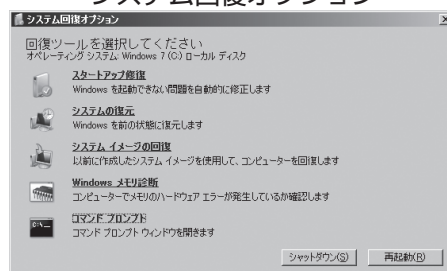 システム回復オプション
システム回復オプション
回復ツールを選択してください
オペレーティング システム: Windows 7 (C:) ローカル ディスク
スタートアップ修復
Windows を起動できない問題を自動的に修正します
システムの復元
Windows を前の状態に復元します
システム イメージの回復
以前に作成したシステム イメージを使用して、コンピューターを回復します
Windows メモリ診断
コンピューターでメモリのハードウェア エラーが発生しているか確認します
コマンド プロンプト
コマンド プロンプト ウィンドウを開きます
シャットダウン(S)
再起動(R)